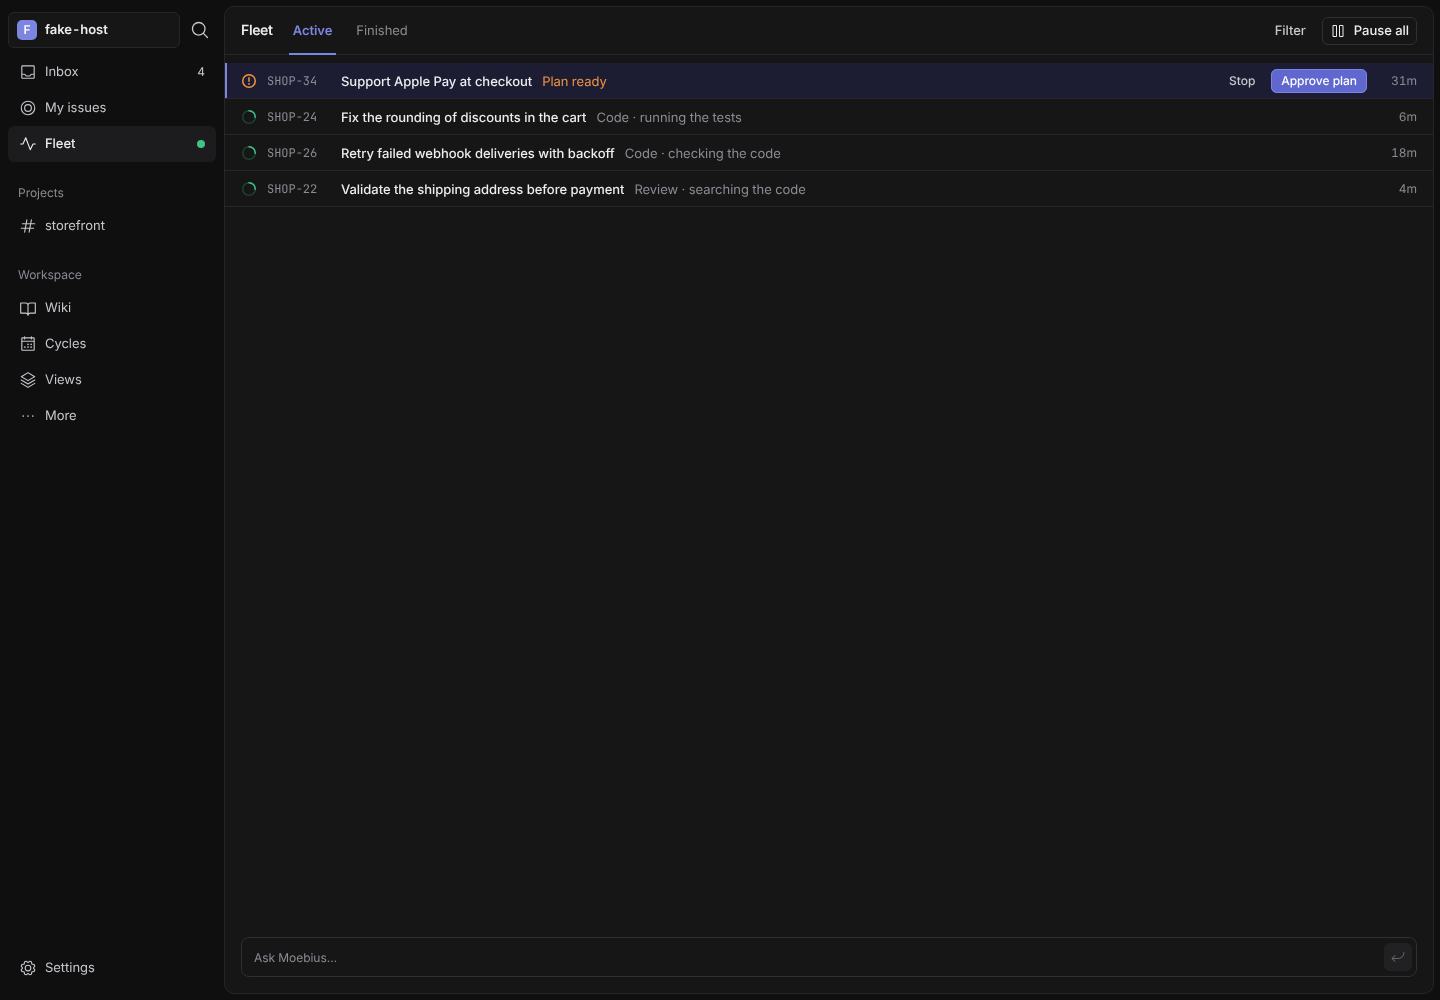 F fake-host
Inbox 4
My issues
Fleet
Projects
storefront
Workspace
Wiki
Cycles
Views
More
Settings
Fleet Active Finished Filter Pause all
SHOP-34 Support Apple Pay at checkout Plan ready Stop Approve plan 31m
SHOP-24 Fix the rounding of discounts in the cart Code · running the tests 6m
SHOP-26 Retry failed webhook deliveries with backoff Code · checking the code 18m
SHOP-22 Validate the shipping address before payment Review · searching the code 4m
Ask Moebius...